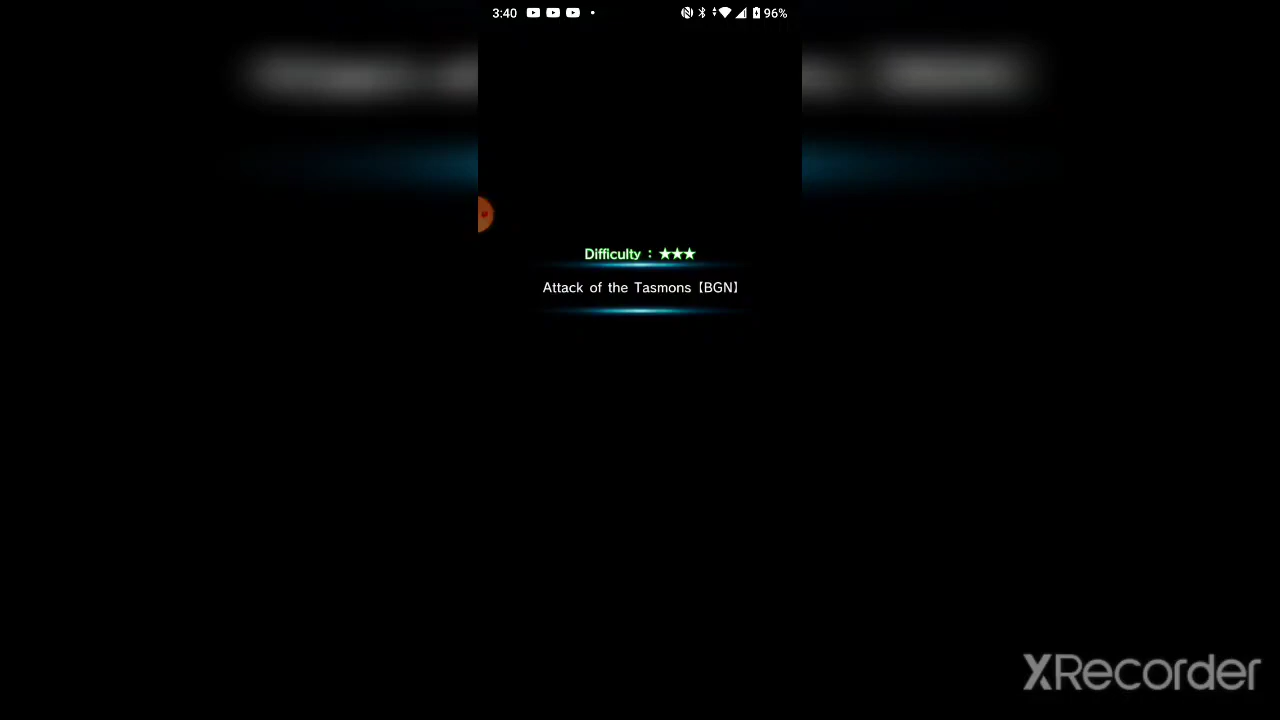 3:40 96%
Difficulty : ★★★
Attack of the Tasmons【BGN】
XRecorder